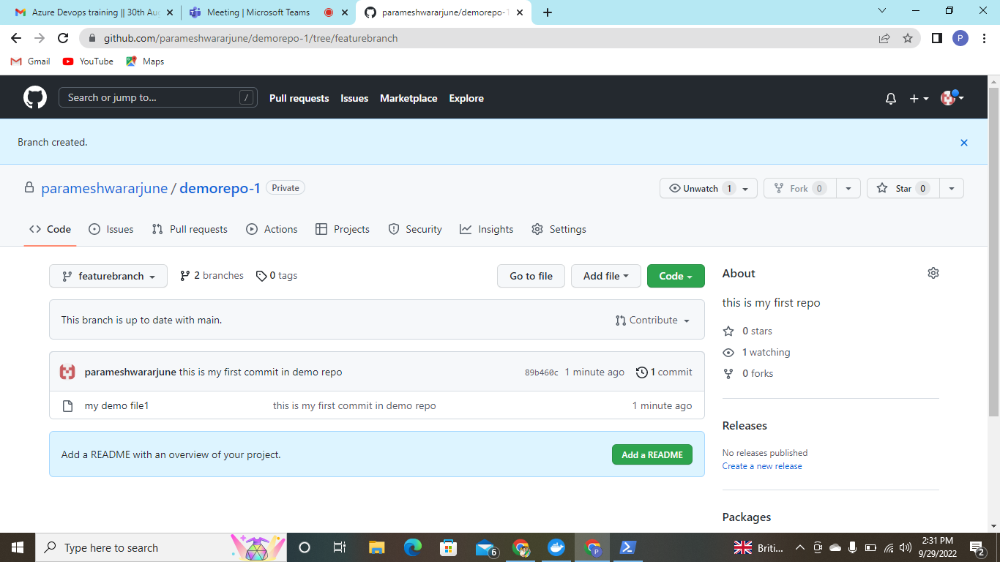 Azure Devops training || 30th Aug
Meeting | Microsoft Teams
parameshwararjune/demorepo-1
github.com/parameshwararjune/demorepo-1/tree/featurebranch
P
Gmail YouTube Maps
Search or jump to... /
Pull requests Issues Marketplace Explore
Branch created.
parameshwararjune / demorepo-1 Private
Unwatch 1 Fork 0 Star 0
Code Issues Pull requests Actions Projects Security Insights Settings
featurebranch 2 branches 0 tags Go to file Add file Code
This branch is up to date with main. Contribute
parameshwararjune this is my first commit in demo repo 89b460c 1 minute ago 1 commit
my demo file1 this is my first commit in demo repo 1 minute ago
Add a README with an overview of your project. Add a README
About
this is my first repo
0 stars
1 watching
0 forks
Releases
No releases published
Create a new release
Packages
Type here to search
6
P
Briti...
2:31 PM
9/29/2022
2